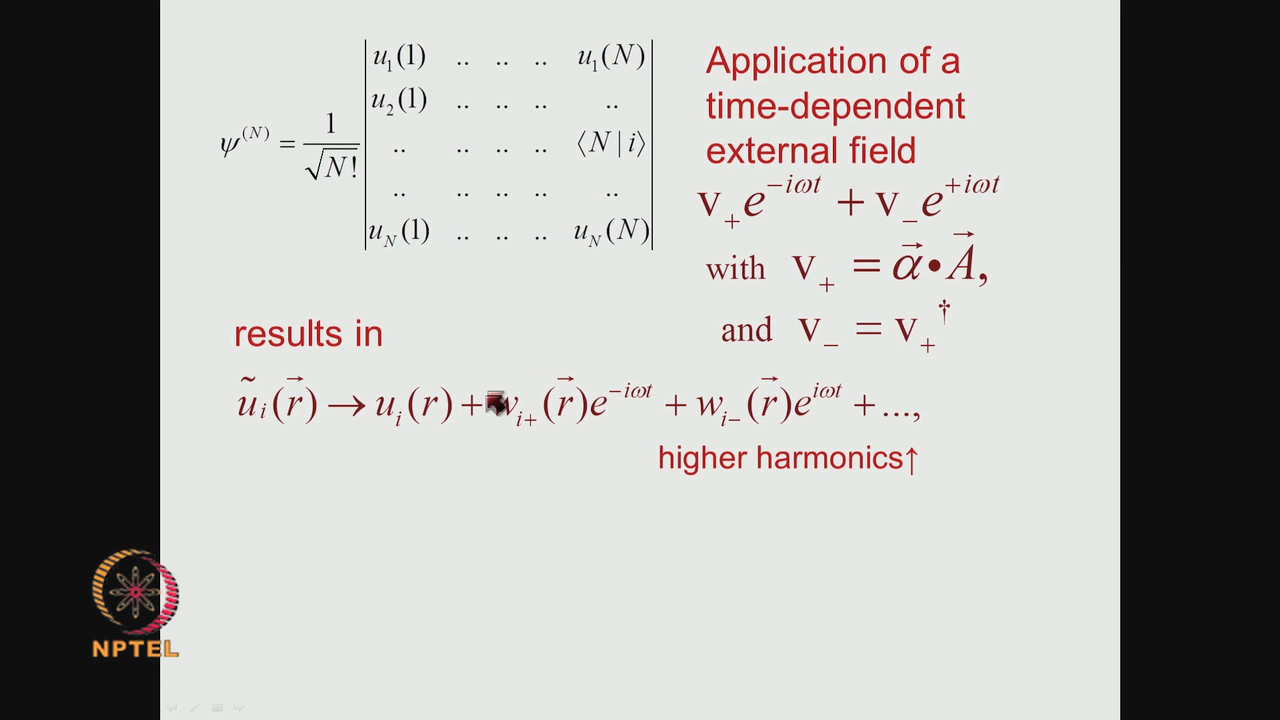 ψ^(N) = 1/√N! | u₁(1) .. .. .. u₁(N) |
| u₂(1) .. .. .. .. |
| .. .. .. .. ⟨N|i⟩ |
| .. .. .. .. .. |
| u_N(1) .. .. .. u_N(N) |
Application of a
time-dependent
external field
v₊e^{−iωt} + v₋e^{+iωt}
with v₊ = α⃗•A⃗,
and v₋ = v₊†
results in
ũ_i(r⃗) → u_i(r) + w_{i+}(r⃗)e^{−iωt} + w_{i−}(r⃗)e^{iωt} + ...,
higher harmonics↑
NPTEL